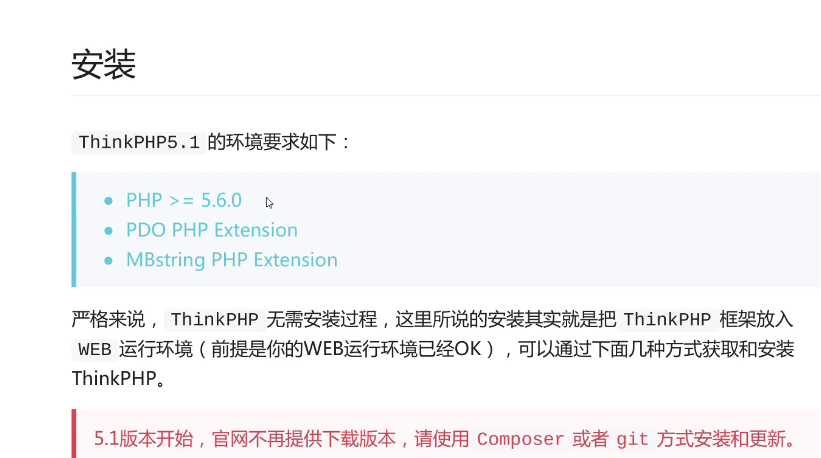 安装
ThinkPHP5.1 的环境要求如下：
PHP >= 5.6.0
PDO PHP Extension
MBstring PHP Extension
严格来说， ThinkPHP 无需安装过程，这里所说的安装其实就是把 ThinkPHP 框架放入
WEB 运行环境（前提是你的WEB运行环境已经OK），可以通过下面几种方式获取和安装
ThinkPHP。
5.1版本开始，官网不再提供下载版本，请使用 Composer 或者 git 方式安装和更新。